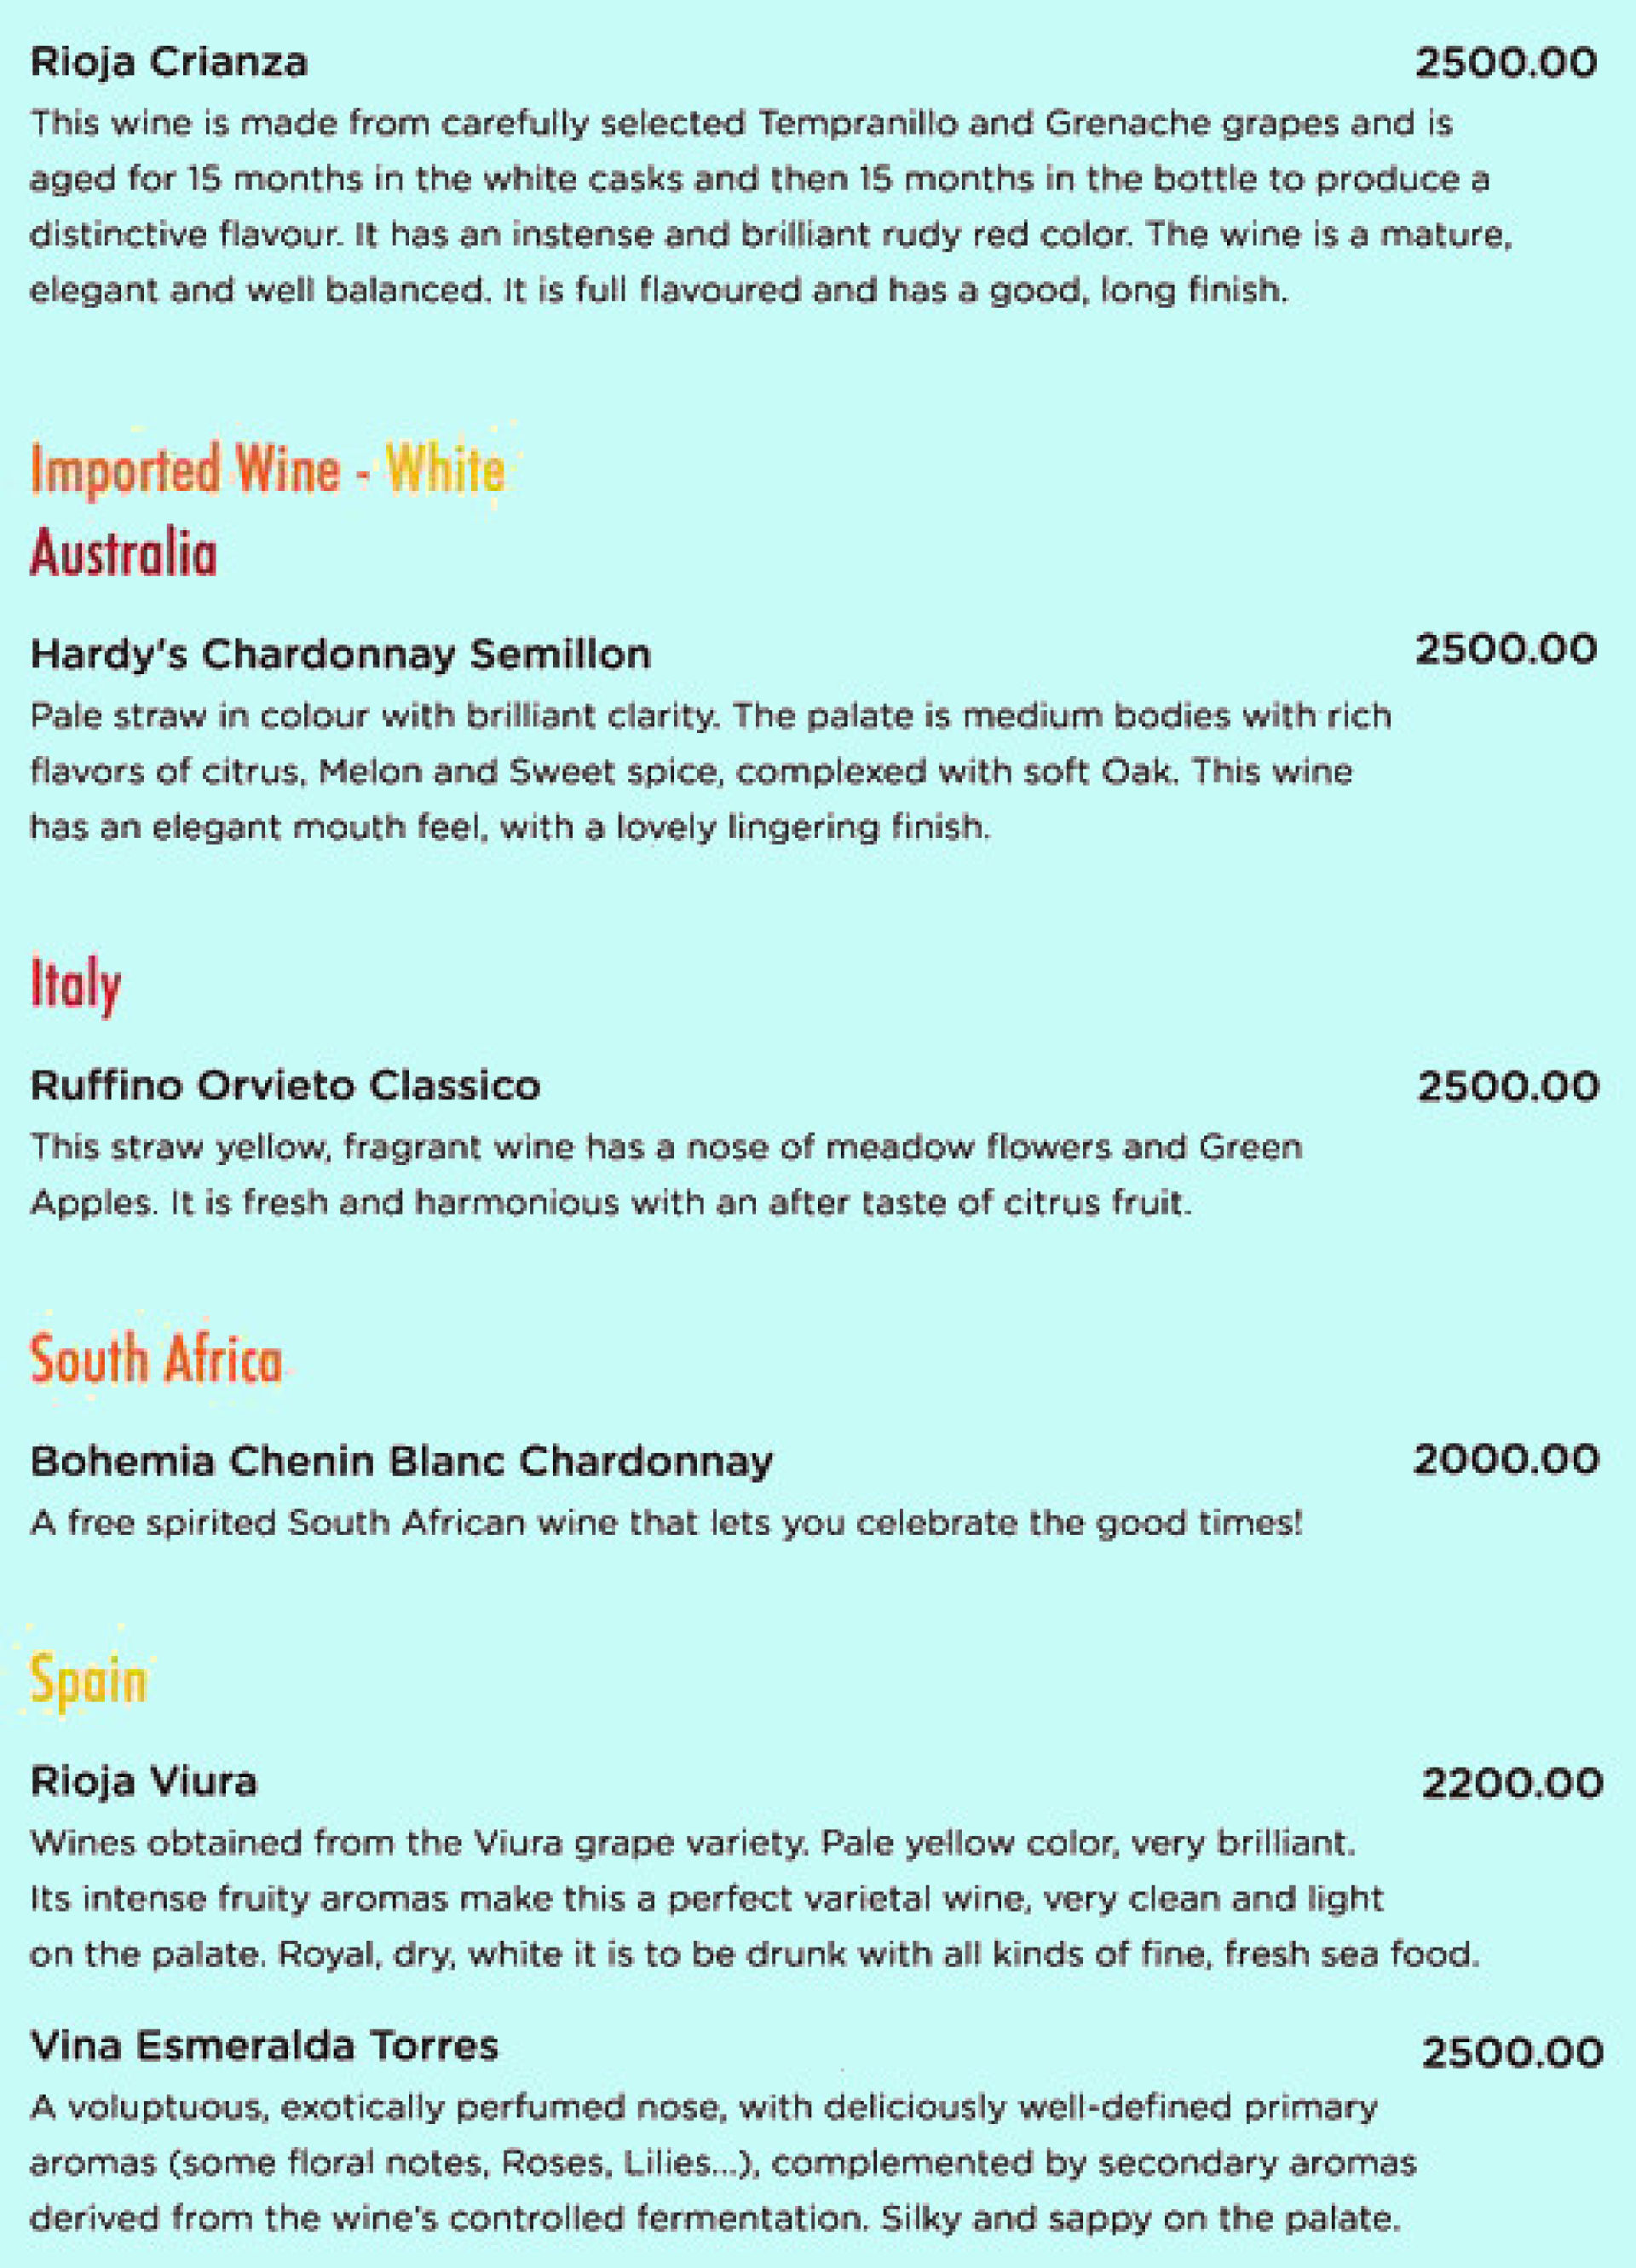 Rioja Crianza 2500.00
This wine is made from carefully selected Tempranillo and Grenache grapes and is
aged for 15 months in the white casks and then 15 months in the bottle to produce a
distinctive flavour. It has an instense and brilliant rudy red color. The wine is a mature,
elegant and well balanced. It is full flavoured and has a good, long finish.
Imported Wine - White
Australia
Hardy's Chardonnay Semillon 2500.00
Pale straw in colour with brilliant clarity. The palate is medium bodies with rich
flavors of citrus, Melon and Sweet spice, complexed with soft Oak. This wine
has an elegant mouth feel, with a lovely lingering finish.
Italy
Ruffino Orvieto Classico 2500.00
This straw yellow, fragrant wine has a nose of meadow flowers and Green
Apples. It is fresh and harmonious with an after taste of citrus fruit.
South Africa
Bohemia Chenin Blanc Chardonnay 2000.00
A free spirited South African wine that lets you celebrate the good times!
Spain
Rioja Viura 2200.00
Wines obtained from the Viura grape variety. Pale yellow color, very brilliant.
Its intense fruity aromas make this a perfect varietal wine, very clean and light
on the palate. Royal, dry, white it is to be drunk with all kinds of fine, fresh sea food.
Vina Esmeralda Torres 2500.00
A voluptuous, exotically perfumed nose, with deliciously well-defined primary
aromas (some floral notes, Roses, Lilies...), complemented by secondary aromas
derived from the wine's controlled fermentation. Silky and sappy on the palate.